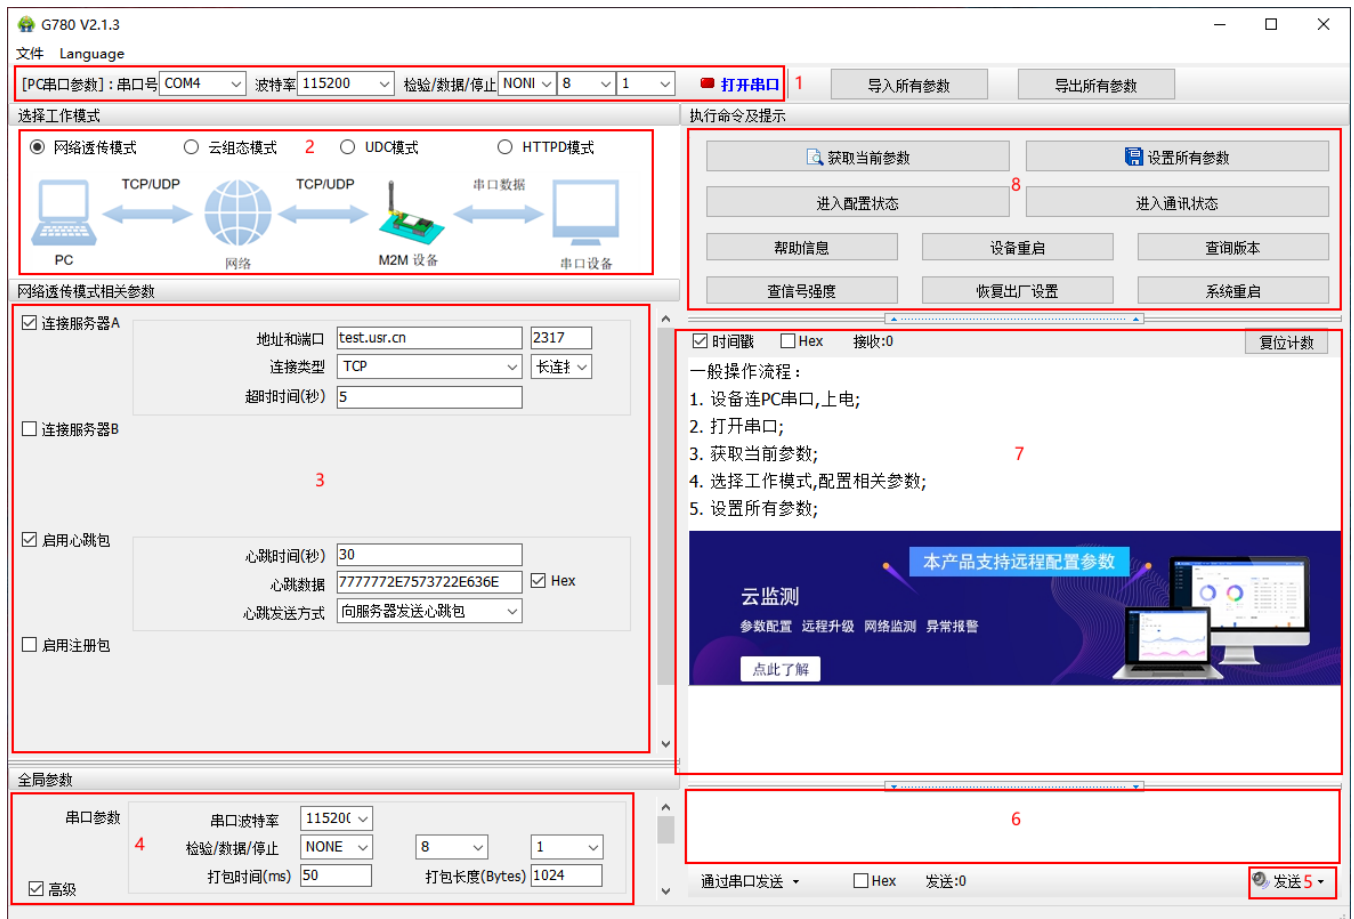 G780 V2.1.3
文件 Language
[PC串口参数]：串口号 COM4 波特率 115200 检验/数据/停止 NONI 8 1 打开串口 1 导入所有参数 导出所有参数
选择工作模式
网络透传模式 云组态模式 2 UDC模式 HTTPD模式
TCP/UDP TCP/UDP 串口数据
PC 网络 M2M 设备 串口设备
网络透传模式相关参数
连接服务器A
地址和端口 test.usr.cn 2317
连接类型 TCP 长连接
超时时间(秒) 5
连接服务器B
3
启用心跳包
心跳时间(秒) 30
心跳数据 7777772E7573722E636E Hex
心跳发送方式 向服务器发送心跳包
启用注册包
全局参数
串口参数 串口波特率 11520(
4 检验/数据/停止 NONE 8 1
打包时间(ms) 50 打包长度(Bytes) 1024
高级
执行命令及提示
获取当前参数 设置所有参数
8
进入配置状态 进入通讯状态
帮助信息 设备重启 查询版本
查信号强度 恢复出厂设置 系统重启
时间戳 Hex 接收:0 复位计数
一般操作流程：
1. 设备连PC串口,上电;
2. 打开串口;
3. 获取当前参数;
7
4. 选择工作模式,配置相关参数;
5. 设置所有参数;
本产品支持远程配置参数
云监测
参数配置 远程升级 网络监测 异常报警
点此了解
6
通过串口发送 Hex 发送:0 发送 5